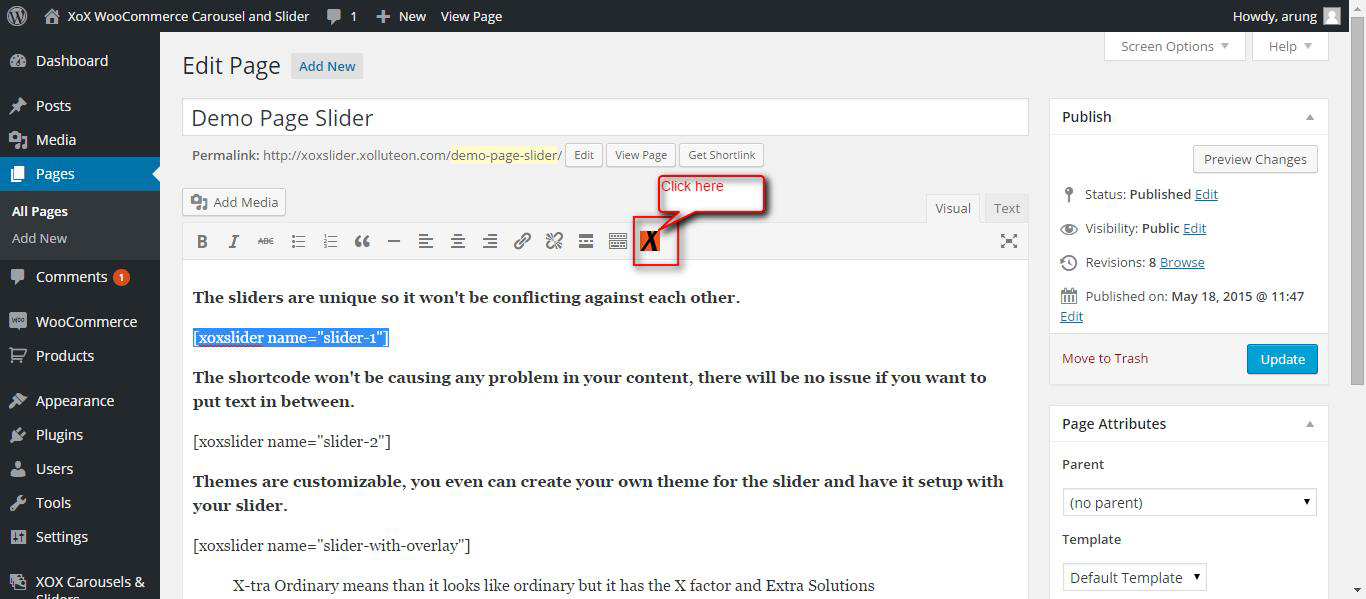 XoX WooCommerce Carousel and Slider 1 New View Page Howdy, arung
Dashboard
Posts
Media
Pages
All Pages
Add New
Comments 1
WooCommerce
Products
Appearance
Plugins
Users
Tools
Settings
XOX Carousels &
Sliders
Screen Options Help
Edit Page Add New
Demo Page Slider
Permalink: http://xoxslider.xolluteon.com/demo-page-slider/ Edit View Page Get Shortlink
Add Media
Click here
Visual Text
B I ABC X
The sliders are unique so it won't be conflicting against each other.
[xoxslider name="slider-1"]
The shortcode won't be causing any problem in your content, there will be no issue if you want to
put text in between.
[xoxslider name="slider-2"]
Themes are customizable, you even can create your own theme for the slider and have it setup with
your slider.
[xoxslider name="slider-with-overlay"]
X-tra Ordinary means than it looks like ordinary but it has the X factor and Extra Solutions
Publish
Preview Changes
Status: Published Edit
Visibility: Public Edit
Revisions: 8 Browse
Published on: May 18, 2015 @ 11:47
Edit
Move to Trash Update
Page Attributes
Parent
(no parent)
Template
Default Template